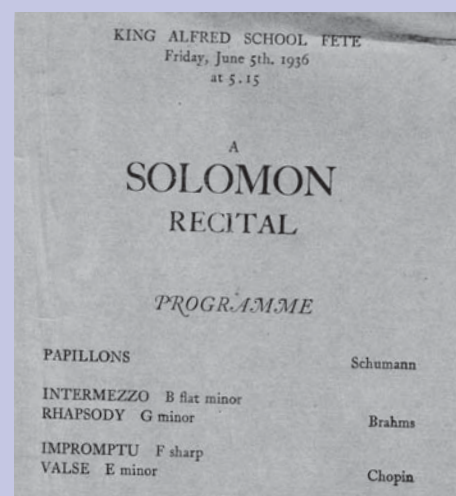 KING ALFRED SCHOOL FETE
Friday, June 5th. 1936
at 5.15
A
SOLOMON
RECITAL
PROGRAMME
PAPILLONS Schumann
INTERMEZZO B flat minor
RHAPSODY G minor Brahms
IMPROMPTU F sharp
VALSE E minor Chopin